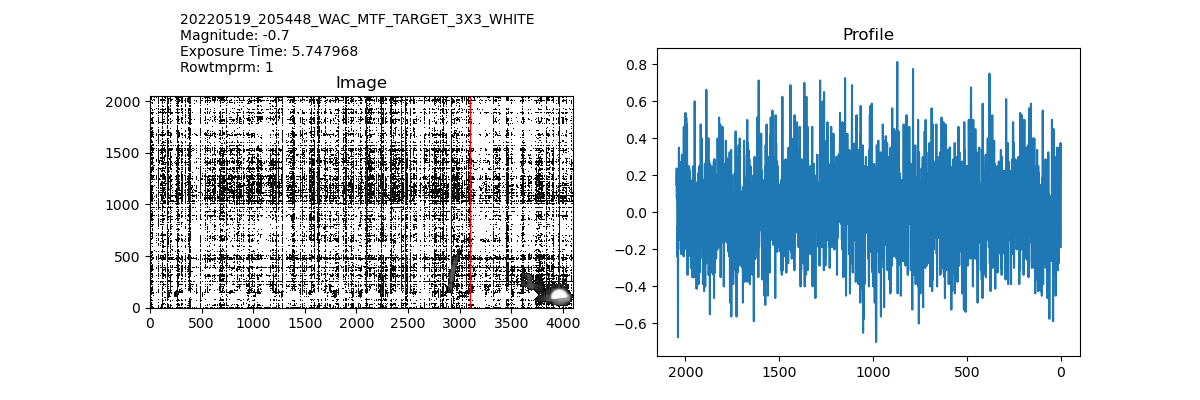 20220519_205448_WAC_MTF_TARGET_3X3_WHITE
Magnitude: -0.7
Exposure Time: 5.747968
Rowtmprm: 1
Image
2000
1500
1000
500
0
0 500 1000 1500 2000 2500 3000 3500 4000
Profile
0.8
0.6
0.4
0.2
0.0
−0.2
−0.4
−0.6
2000 1500 1000 500 0